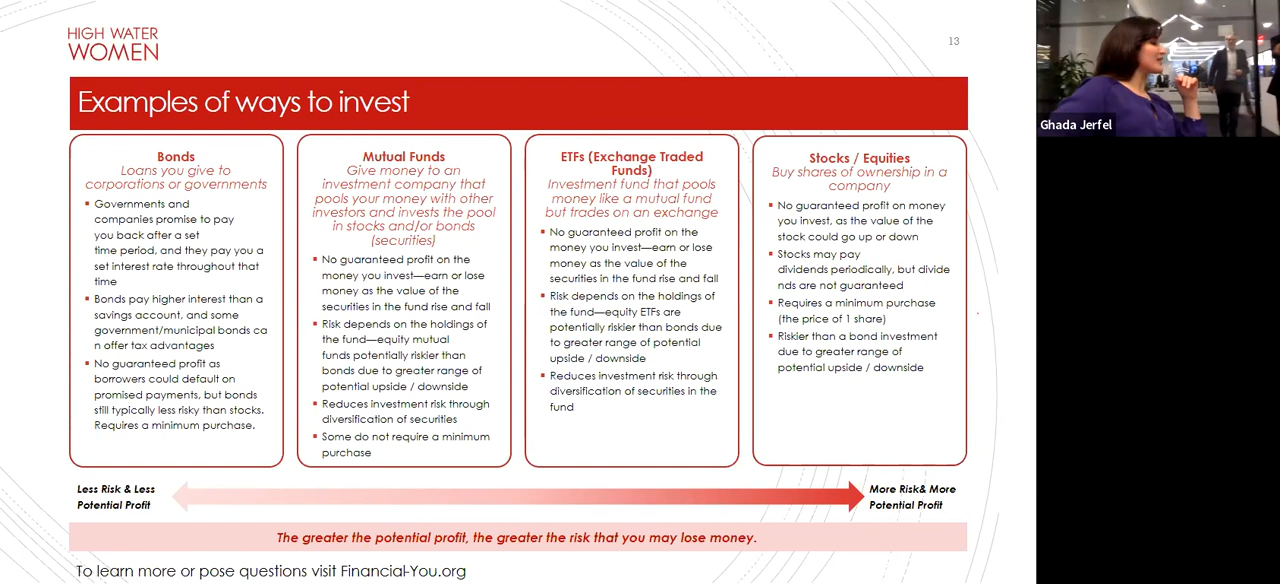 HIGH WATER
WOMEN
13
Examples of ways to invest
Bonds
Loans you give to
corporations or governments
▪ Governments and
companies promise to pay
you back after a set
time period, and they pay you a
set interest rate throughout that
time
▪ Bonds pay higher interest than a
savings account, and some
government/municipal bonds ca
n offer tax advantages
▪ No guaranteed profit as
borrowers could default on
promised payments, but bonds
still typically less risky than stocks.
Requires a minimum purchase.
Mutual Funds
Give money to an
investment company that
pools your money with other
investors and invests the pool
in stocks and/or bonds
(securities)
▪ No guaranteed profit on the
money you invest—earn or lose
money as the value of the
securities in the fund rise and fall
▪ Risk depends on the holdings of
the fund—equity mutual
funds potentially riskier than
bonds due to greater range of
potential upside / downside
▪ Reduces investment risk through
diversification of securities
▪ Some do not require a minimum
purchase
ETFs (Exchange Traded
Funds)
Investment fund that pools
money like a mutual fund
but trades on an exchange
▪ No guaranteed profit on the
money you invest—earn or lose
money as the value of the
securities in the fund rise and fall
▪ Risk depends on the holdings of
the fund—equity ETFs are
potentially riskier than bonds due
to greater range of potential
upside / downside
▪ Reduces investment risk through
diversification of securities in the
fund
Stocks / Equities
Buy shares of ownership in a
company
▪ No guaranteed profit on money
you invest, as the value of the
stock could go up or down
▪ Stocks may pay
dividends periodically, but divide
nds are not guaranteed
▪ Requires a minimum purchase
(the price of 1 share)
▪ Riskier than a bond investment
due to greater range of
potential upside / downside
Less Risk & Less
Potential Profit
More Risk& More
Potential Profit
The greater the potential profit, the greater the risk that you may lose money.
To learn more or pose questions visit Financial-You.org
Ghada Jerfel